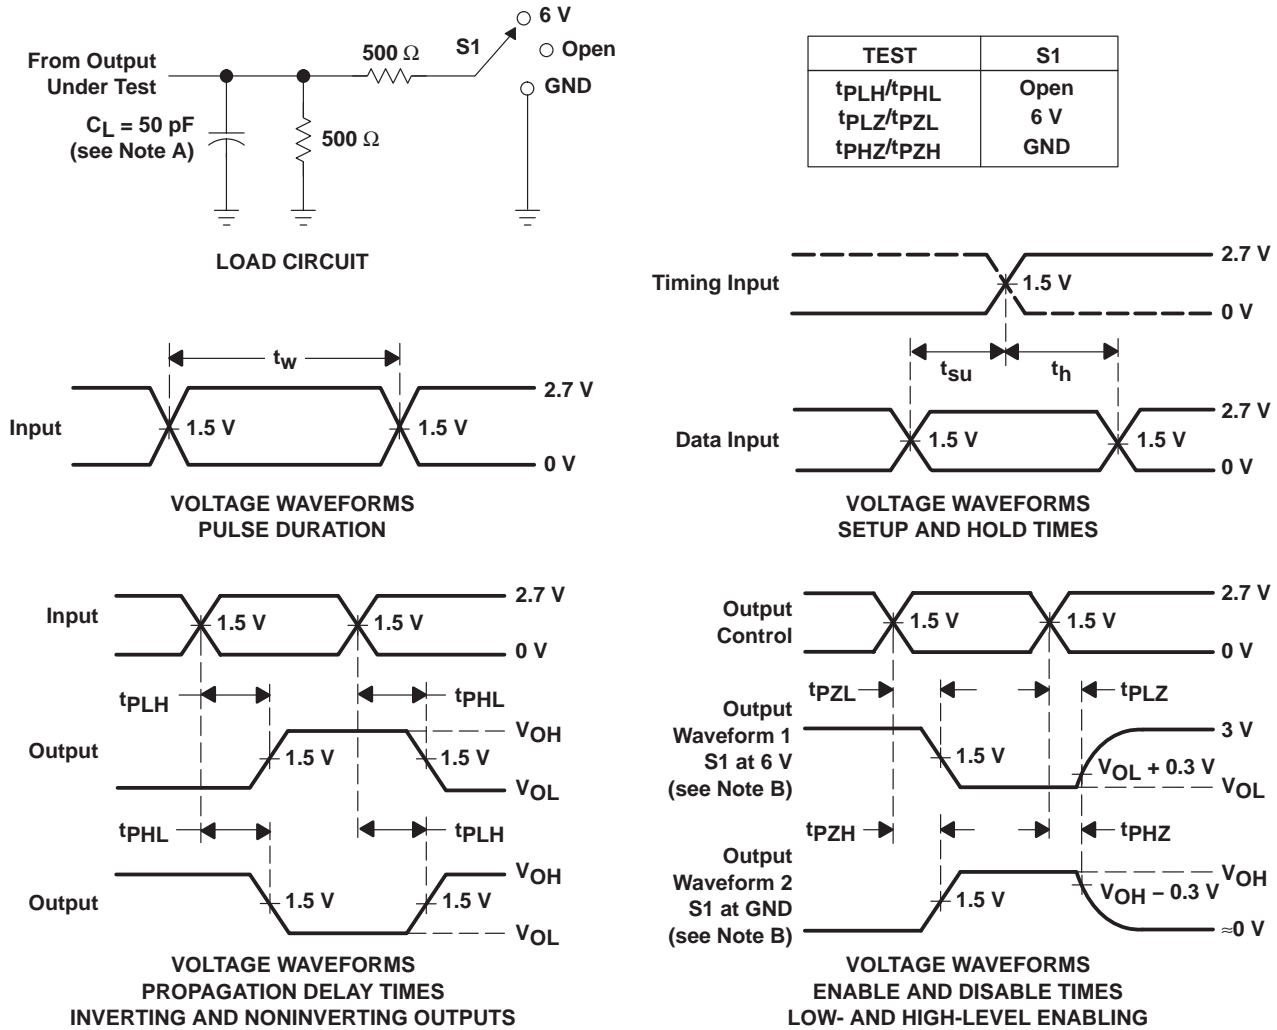 6 V
S1
Open
GND
500 Ω
From Output
Under Test
CL = 50 pF
(see Note A)
500 Ω
LOAD CIRCUIT
TEST S1
tPLH/tPHL Open
tPLZ/tPZL 6 V
tPHZ/tPZH GND
Timing Input
1.5 V
2.7 V
0 V
tsu
th
Data Input
1.5 V
1.5 V
2.7 V
0 V
VOLTAGE WAVEFORMS
SETUP AND HOLD TIMES
tw
Input
1.5 V
1.5 V
2.7 V
0 V
VOLTAGE WAVEFORMS
PULSE DURATION
Input
1.5 V
1.5 V
2.7 V
0 V
tPLH
tPHL
Output
1.5 V
1.5 V
VOH
VOL
tPHL
tPLH
Output
1.5 V
1.5 V
VOH
VOL
VOLTAGE WAVEFORMS
PROPAGATION DELAY TIMES
INVERTING AND NONINVERTING OUTPUTS
Output
Control
1.5 V
1.5 V
2.7 V
0 V
tPZL
tPLZ
Output
Waveform 1
S1 at 6 V
(see Note B)
1.5 V
3 V
VOL + 0.3 V
VOL
tPZH
tPHZ
Output
Waveform 2
S1 at GND
(see Note B)
1.5 V
VOH
VOH − 0.3 V
≈0 V
VOLTAGE WAVEFORMS
ENABLE AND DISABLE TIMES
LOW- AND HIGH-LEVEL ENABLING